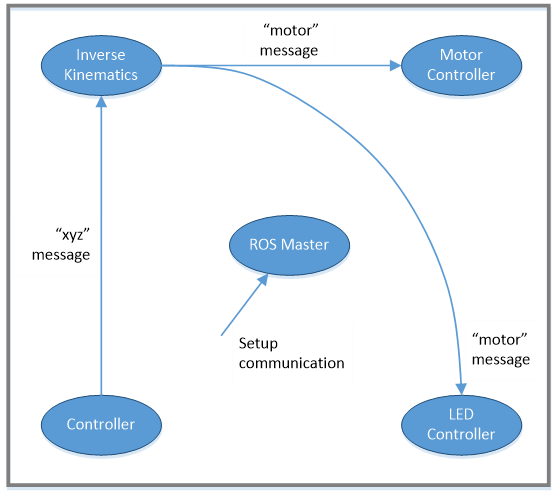 “motor”
message
Inverse
Kinematics
Motor
Controller
“xyz”
message
ROS Master
Setup
communication
“motor”
message
Controller
LED
Controller